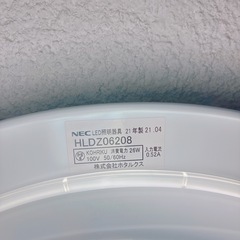 NEC LED照明器具 21年製 21.04
HLDZ06208
KOHRIKU 消費電力 26W 入力電流
100V 50/60Hz 0.52A
株式会社ホタルクス